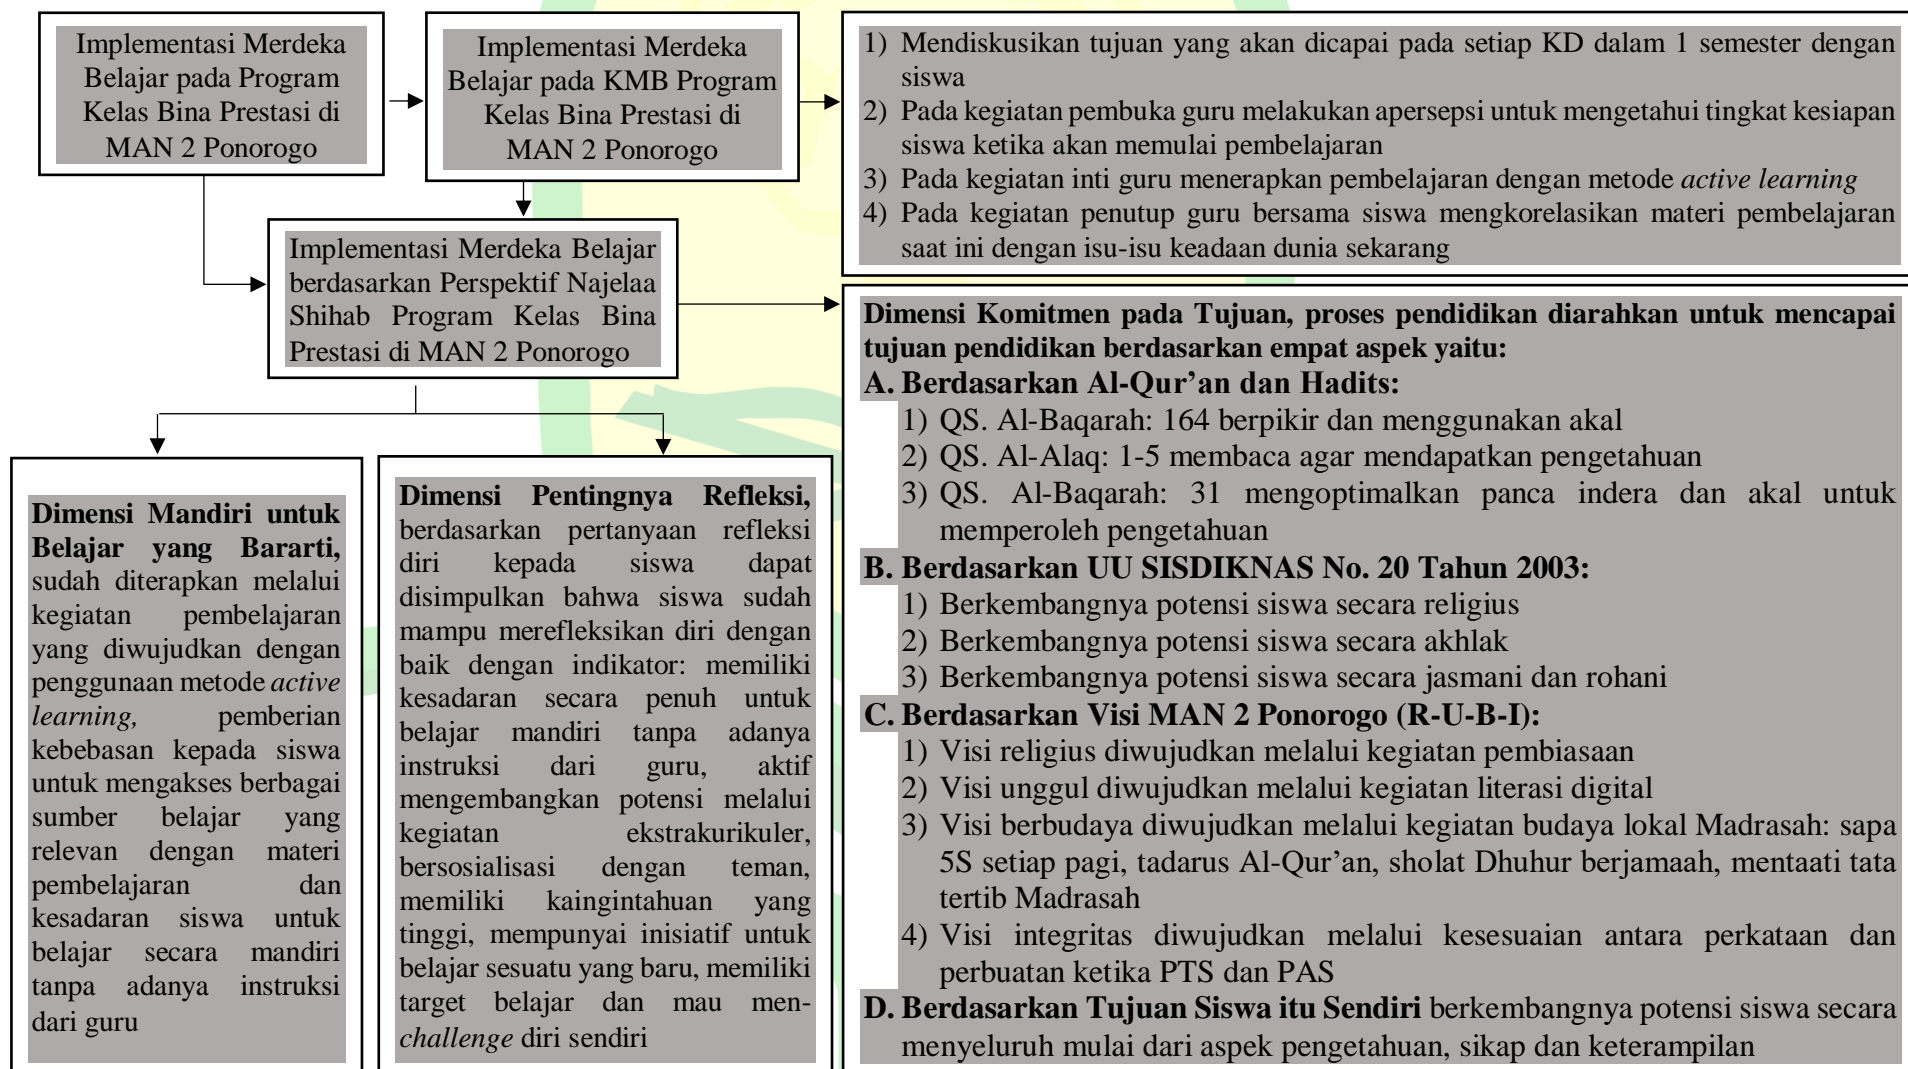 Implementasi Merdeka
Belajar pada Program
Kelas Bina Prestasi di
MAN 2 Ponorogo
Implementasi Merdeka
Belajar pada KMB Program
Kelas Bina Prestasi di
MAN 2 Ponorogo
1) Mendiskusikan tujuan yang akan dicapai pada setiap KD dalam 1 semester dengan
siswa
2) Pada kegiatan pembuka guru melakukan apersepsi untuk mengetahui tingkat kesiapan
siswa ketika akan memulai pembelajaran
3) Pada kegiatan inti guru menerapkan pembelajaran dengan metode active learning
4) Pada kegiatan penutup guru bersama siswa mengkorelasikan materi pembelajaran
saat ini dengan isu-isu keadaan dunia sekarang
Implementasi Merdeka Belajar
berdasarkan Perspektif Najelaa
Shihab Program Kelas Bina
Prestasi di MAN 2 Ponorogo
Dimensi Komitmen pada Tujuan, proses pendidikan diarahkan untuk mencapai
tujuan pendidikan berdasarkan empat aspek yaitu:
A. Berdasarkan Al-Qur’an dan Hadits:
1) QS. Al-Baqarah: 164 berpikir dan menggunakan akal
2) QS. Al-Alaq: 1-5 membaca agar mendapatkan pengetahuan
3) QS. Al-Baqarah: 31 mengoptimalkan panca indera dan akal untuk
memperoleh pengetahuan
B. Berdasarkan UU SISDIKNAS No. 20 Tahun 2003:
1) Berkembangnya potensi siswa secara religius
2) Berkembangnya potensi siswa secara akhlak
3) Berkembangnya potensi siswa secara jasmani dan rohani
C. Berdasarkan Visi MAN 2 Ponorogo (R-U-B-I):
1) Visi religius diwujudkan melalui kegiatan pembiasaan
2) Visi unggul diwujudkan melalui kegiatan literasi digital
3) Visi berbudaya diwujudkan melalui kegiatan budaya lokal Madrasah: sapa
5S setiap pagi, tadarus Al-Qur’an, sholat Dhuhur berjamaah, mentaati tata
tertib Madrasah
4) Visi integritas diwujudkan melalui kesesuaian antara perkataan dan
perbuatan ketika PTS dan PAS
D. Berdasarkan Tujuan Siswa itu Sendiri berkembangnya potensi siswa secara
menyeluruh mulai dari aspek pengetahuan, sikap dan keterampilan
Dimensi Mandiri untuk
Belajar yang Bararti,
sudah diterapkan melalui
kegiatan pembelajaran
yang diwujudkan dengan
penggunaan metode active
learning, pemberian
kebebasan kepada siswa
untuk mengakses berbagai
sumber belajar yang
relevan dengan materi
pembelajaran dan
kesadaran siswa untuk
belajar secara mandiri
tanpa adanya instruksi
dari guru
Dimensi Pentingnya Refleksi,
berdasarkan pertanyaan refleksi
diri kepada siswa dapat
disimpulkan bahwa siswa sudah
mampu merefleksikan diri dengan
baik dengan indikator: memiliki
kesadaran secara penuh untuk
belajar mandiri tanpa adanya
instruksi dari guru, aktif
mengembangkan potensi melalui
kegiatan ekstrakurikuler,
bersosialisasi dengan teman,
memiliki kaingintahuan yang
tinggi, mempunyai inisiatif untuk
belajar sesuatu yang baru, memiliki
target belajar dan mau men-
challenge diri sendiri